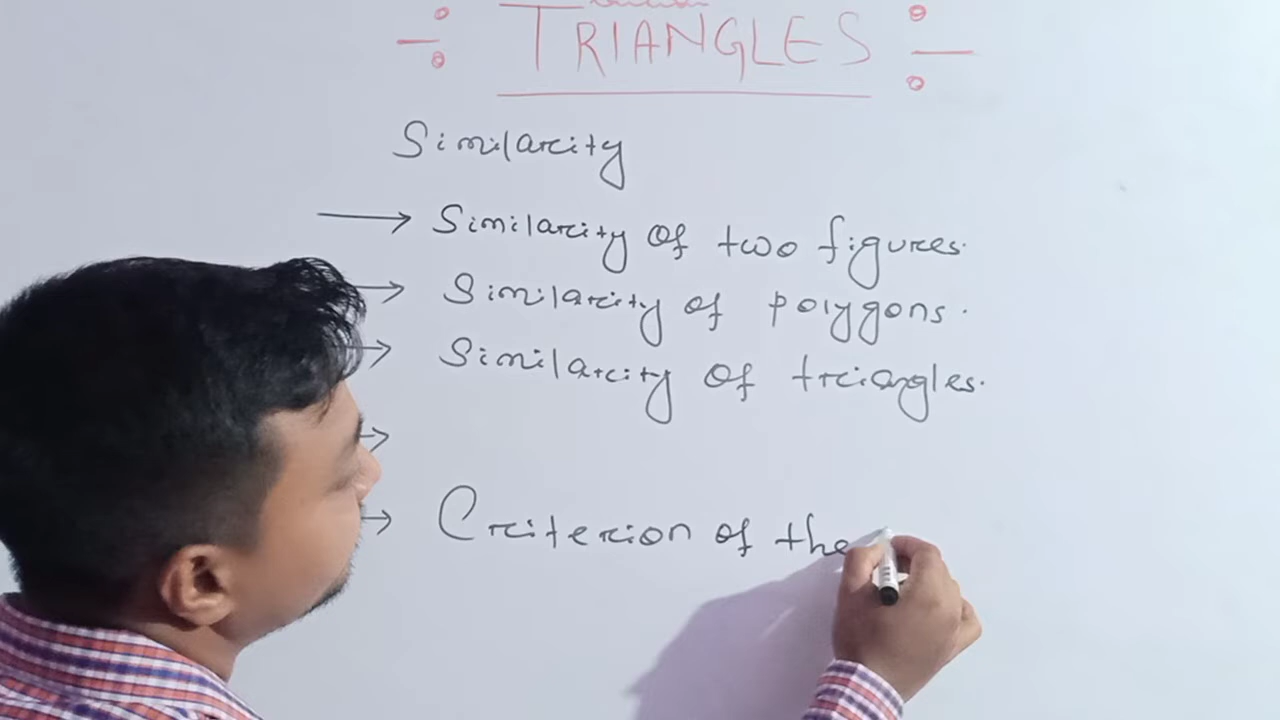 TRIANGLES
Similarity
→ Similarity of two figures.
→ Similarity of polygons.
→ Similarity of triangles.
→
→ Criterion of the